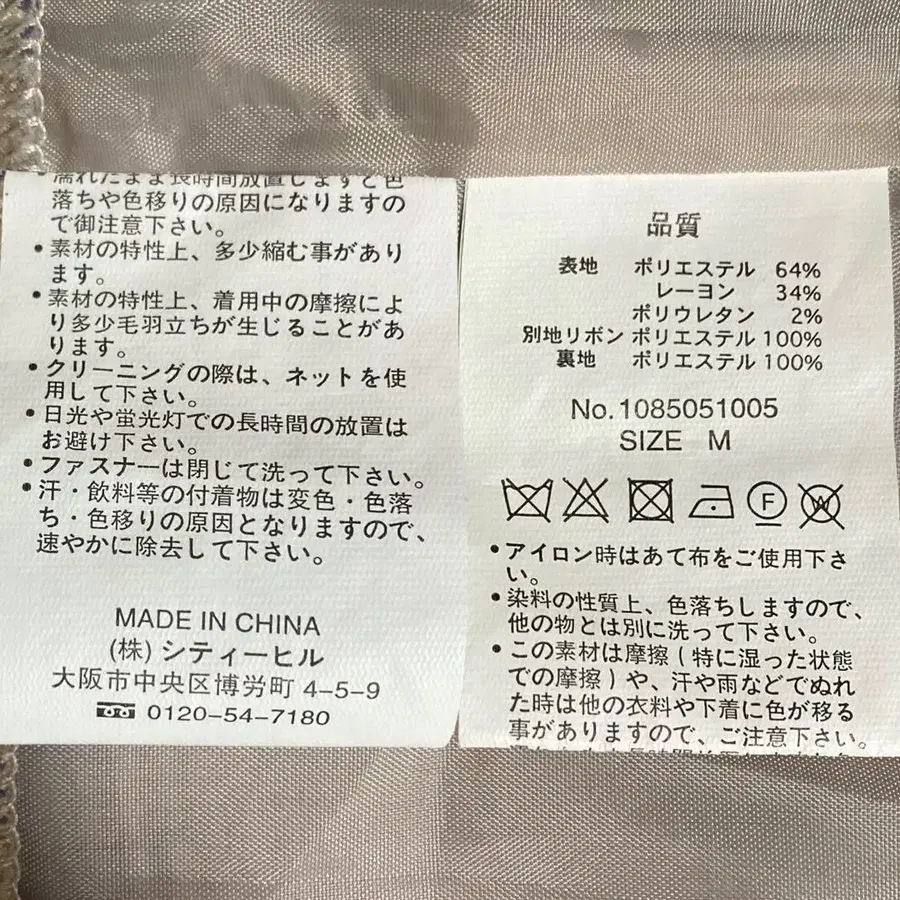 濡れたまま長時間放置しますと色
落ちや色移りの原因になりますの
で御注意下さい。
•素材の特性上、多少縮む事があり
ます。
•素材の特性上、着用中の摩擦によ
り多少毛羽立ちが生じることがあ
ります。
•クリーニングの際は、ネットを使
用して下さい。
•日光や蛍光灯での長時間の放置は
お避け下さい。
•ファスナーは閉じて洗って下さい。
•汗・飲料等の付着物は変色・色落
ち・色移りの原因となりますので、
速やかに除去して下さい。
MADE IN CHINA
(株) シティーヒル
大阪市中央区博労町 4-5-9
0120-54-7180
品質
表地 ポリエステル 64%
レーヨン 34%
ポリウレタン 2%
別地リボン ポリエステル 100%
裏地 ポリエステル 100%
No.1085051005
SIZE M
F
W
•アイロン時はあて布をご使用下さ
い。
•染料の性質上、色落ちしますので、
他の物とは別に洗って下さい。
•この素材は摩擦(特に湿った状態
での摩擦)や、汗や雨などでぬれ
た時は他の衣料や下着に色が移る
事がありますので、ご注意下さい。